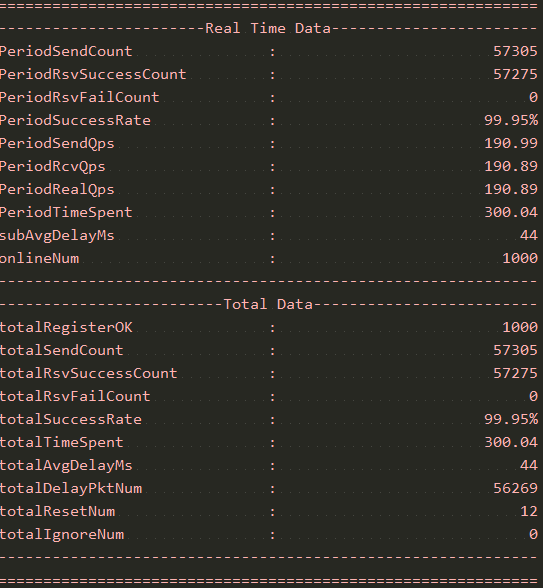 ============================================================
-----------------------Real Time Data-----------------------
PeriodSendCount : 57305
PeriodRsvSuccessCount : 57275
PeriodRsvFailCount : 0
PeriodSuccessRate : 99.95%
PeriodSendQps : 190.99
PeriodRcvQps : 190.89
PeriodRealQps : 190.89
PeriodTimeSpent : 300.04
subAvgDelayMs : 44
onlineNum : 1000
------------------------------------------------------------
-------------------------Total Data-------------------------
totalRegisterOK : 1000
totalSendCount : 57305
totalRsvSuccessCount : 57275
totalRsvFailCount : 0
totalSuccessRate : 99.95%
totalTimeSpent : 300.04
totalAvgDelayMs : 44
totalDelayPktNum : 56269
totalResetNum : 12
totalIgnoreNum : 0
------------------------------------------------------------
============================================================